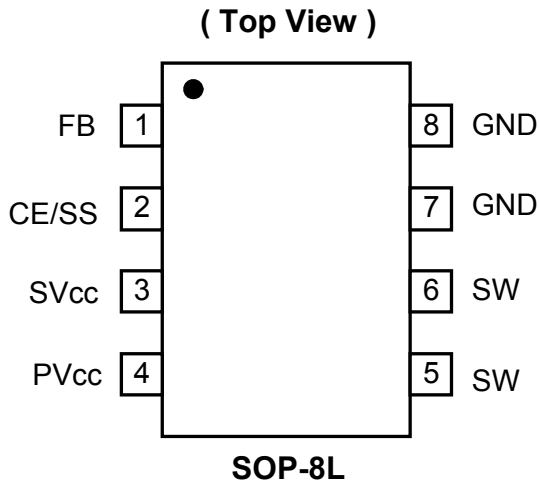 ( Top View )
FB 1 8 GND
CE/SS 2 7 GND
SVcc 3 6 SW
PVcc 4 5 SW
SOP-8L